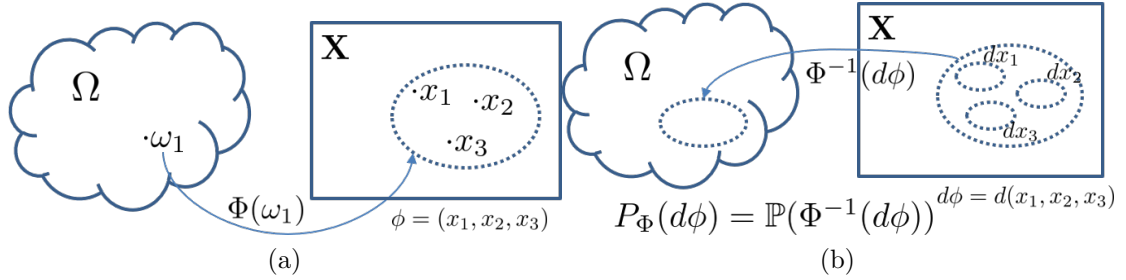 X
Ω
·x₁ ·x₂
·ω₁
·x₃
Φ(ω₁)
ϕ = (x₁, x₂, x₃)
(a)
X
Ω
dx₁
Φ⁻¹(dϕ)
dx₂
dx₃
dϕ = d(x₁, x₂, x₃)
P_Φ(dϕ) = ℙ(Φ⁻¹(dϕ))
(b)